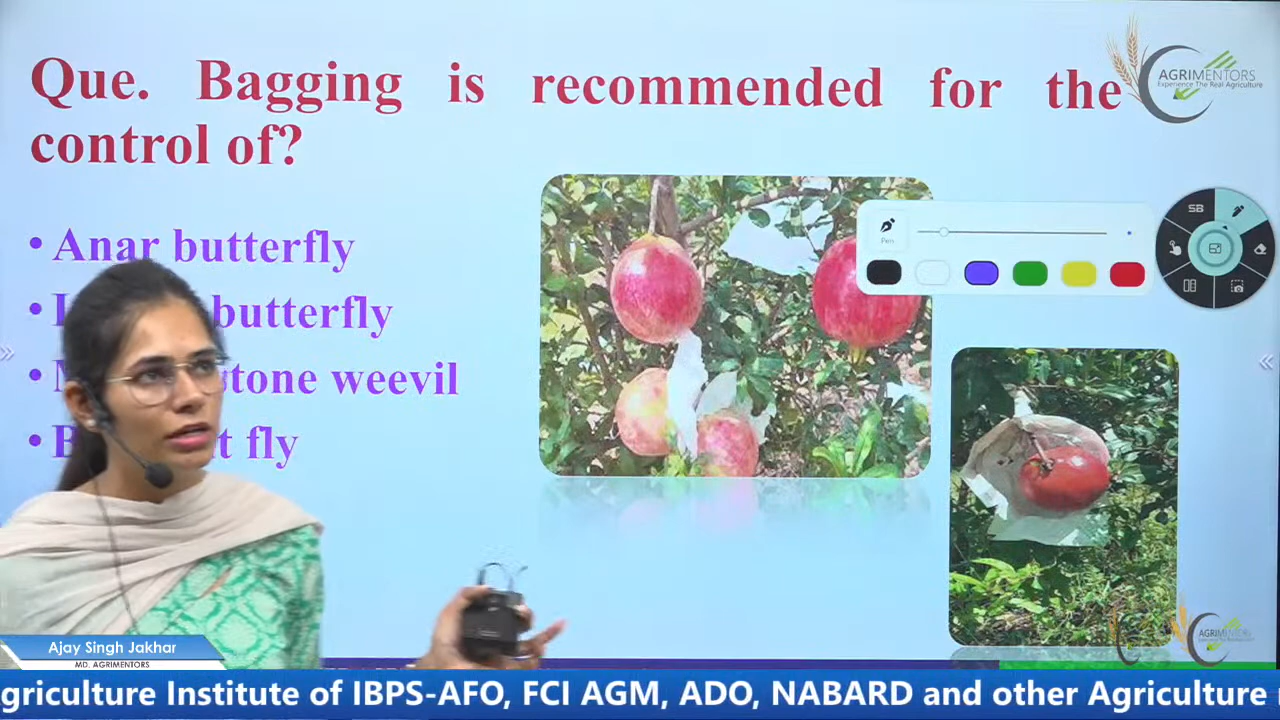 Que. Bagging is recommended for the
control of?
• Anar butterfly
• butterfly
• weevil
• fly
AGRIMENTORS
Experience The Real Agriculture
SB
Pen
AGRIMENTORS
Ajay Singh Jakhar
MD. AGRIMENTORS
griculture Institute of IBPS-AFO, FCI AGM, ADO, NABARD and other Agriculture